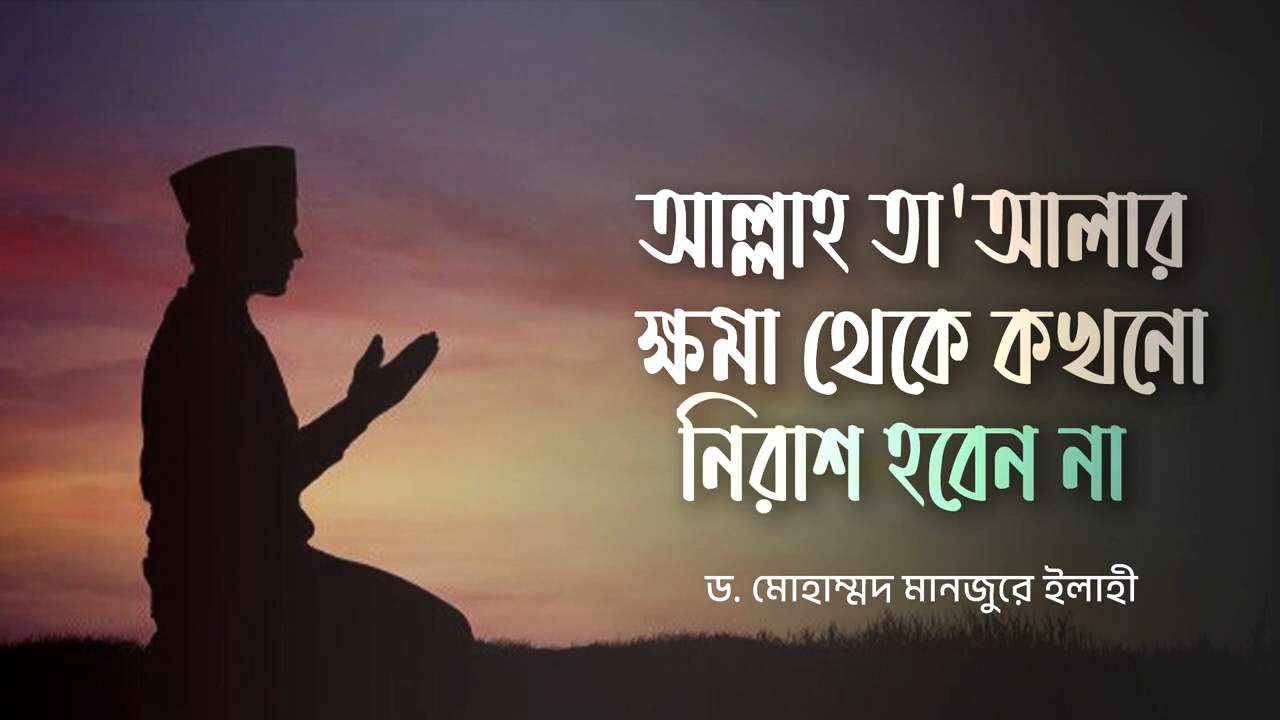 আল্লাহ তা'আলার
ক্ষমা থেকে কখনো
নিরাশ হবেন না
ড. মোহাম্মদ মানজুরে ইলাহী